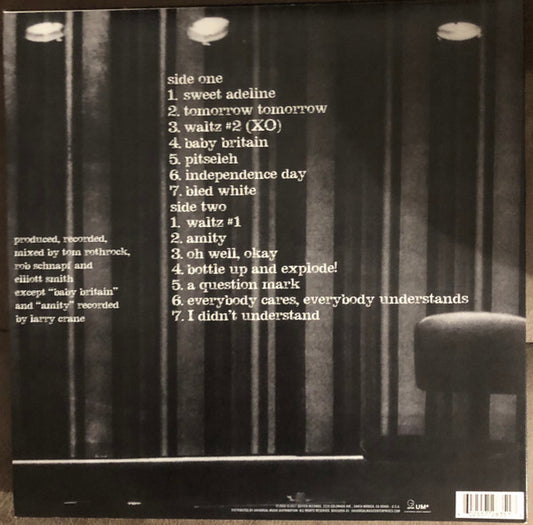 side one
1. sweet adeline
2. tomorrow tomorrow
3. waltz #2 (XO)
4. baby britain
5. pitseleh
6. independence day
7. bled white
side two
1. waltz #1
2. amity
3. oh well, okay
4. bottle up and explode!
5. a question mark
6. everybody cares, everybody understands
7. I didn't understand
produced, recorded,
mixed by tom rothrock,
rob schnapf and
elliott smith
except "baby britain"
and "amity" recorded
by larry crane
UMe